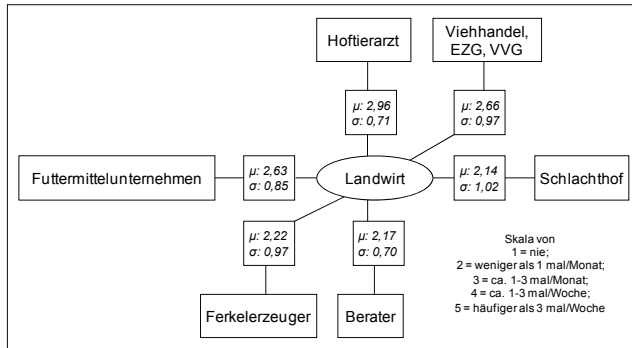 Hoftierarzt
Viehhandel,
EZG, VVG
µ: 2,96
σ: 0,71
µ: 2,66
σ: 0,97
Futtermittelunternehmen
µ: 2,63
σ: 0,85
Landwirt
µ: 2,14
σ: 1,02
Schlachthof
µ: 2,22
σ: 0,97
µ: 2,17
σ: 0,70
Ferkelerzeuger
Berater
Skala von
1 = nie;
2 = weniger als 1 mal/Monat;
3 = ca. 1-3 mal/Monat;
4 = ca. 1-3 mal/Woche;
5 = häufiger als 3 mal/Woche